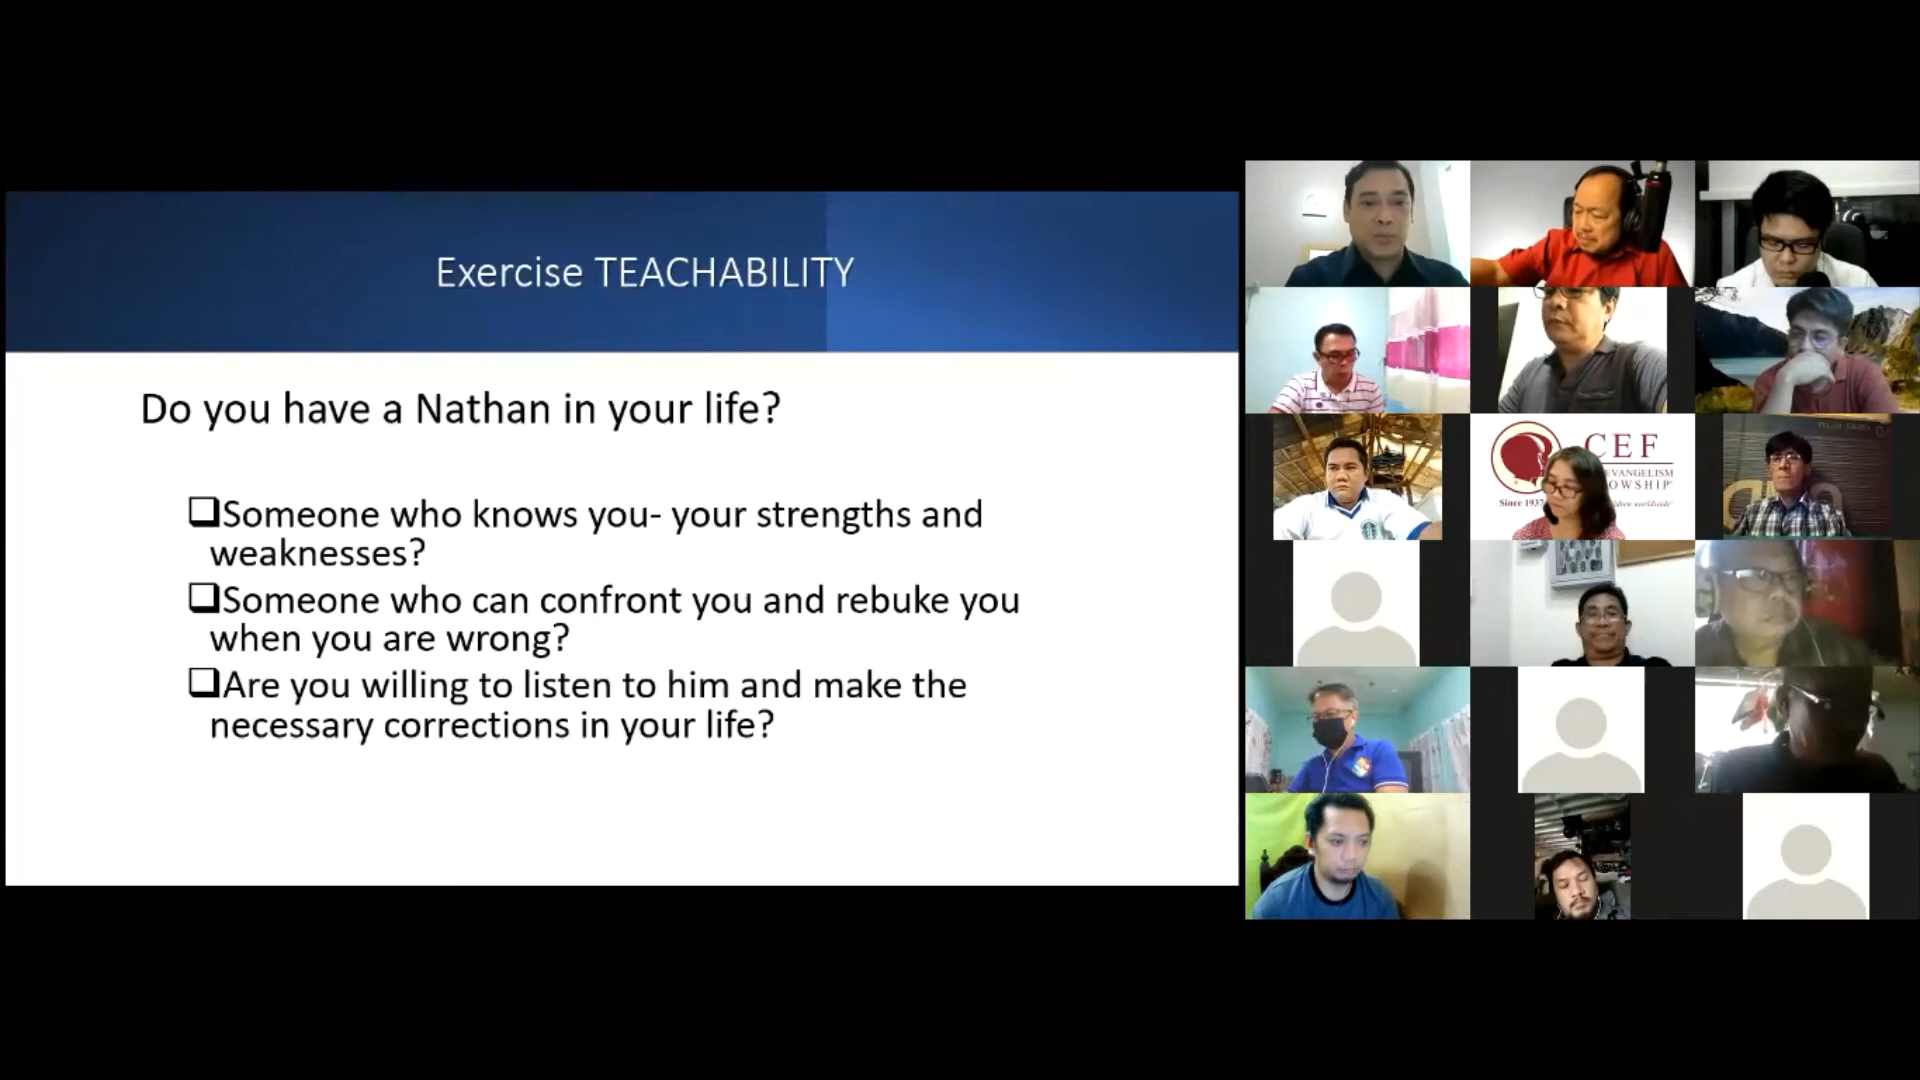 Exercise TEACHABILITY
Do you have a Nathan in your life?
❑Someone who knows you- your strengths and
weaknesses?
❑Someone who can confront you and rebuke you
when you are wrong?
❑Are you willing to listen to him and make the
necessary corrections in your life?
CEF
EVANGELISM
OWSHIP
Since 1937
worldwide